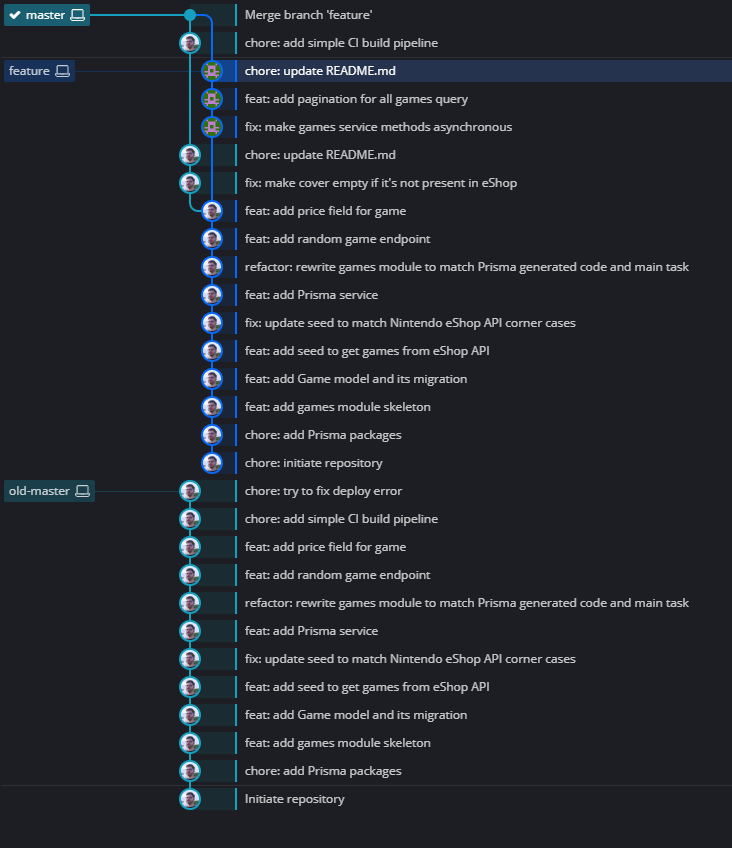 master Merge branch 'feature'
chore: add simple CI build pipeline
feature chore: update README.md
feat: add pagination for all games query
fix: make games service methods asynchronous
chore: update README.md
fix: make cover empty if it's not present in eShop
feat: add price field for game
feat: add random game endpoint
refactor: rewrite games module to match Prisma generated code and main task
feat: add Prisma service
fix: update seed to match Nintendo eShop API corner cases
feat: add seed to get games from eShop API
feat: add Game model and its migration
feat: add games module skeleton
chore: add Prisma packages
chore: initiate repository
old-master chore: try to fix deploy error
chore: add simple CI build pipeline
feat: add price field for game
feat: add random game endpoint
refactor: rewrite games module to match Prisma generated code and main task
feat: add Prisma service
fix: update seed to match Nintendo eShop API corner cases
feat: add seed to get games from eShop API
feat: add Game model and its migration
feat: add games module skeleton
chore: add Prisma packages
Initiate repository